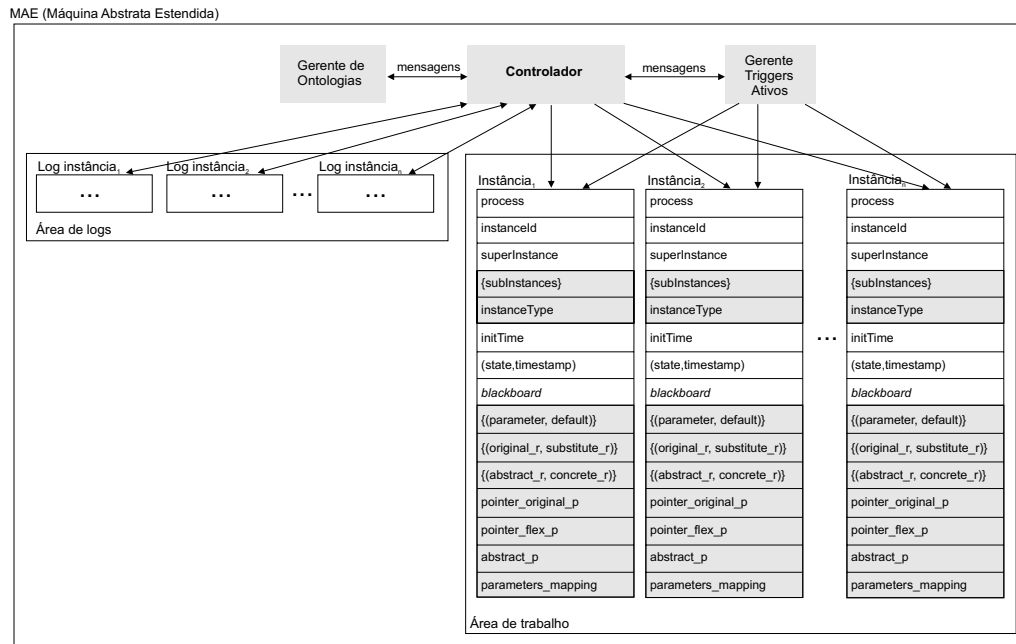 MAE (Máquina Abstrata Estendida)
Gerente de
Ontologias
mensagens
Controlador
mensagens
Gerente
Triggers
Ativos
Log instância1
Log instância2
Log instâncian
...
...
...
...
Área de logs
Instância1
process
instanceId
superInstance
{subInstances}
instanceType
initTime
(state,timestamp)
blackboard
{(parameter, default)}
{(original_r, substitute_r)}
{(abstract_r, concrete_r)}
pointer_original_p
pointer_flex_p
abstract_p
parameters_mapping
Instância2
process
instanceId
superInstance
{subInstances}
instanceType
initTime
(state,timestamp)
blackboard
{(parameter, default)}
{(original_r, substitute_r)}
{(abstract_r, concrete_r)}
pointer_original_p
pointer_flex_p
abstract_p
parameters_mapping
...
Instâncian
process
instanceId
superInstance
{subInstances}
instanceType
initTime
(state,timestamp)
blackboard
{(parameter, default)}
{(original_r, substitute_r)}
{(abstract_r, concrete_r)}
pointer_original_p
pointer_flex_p
abstract_p
parameters_mapping
Área de trabalho